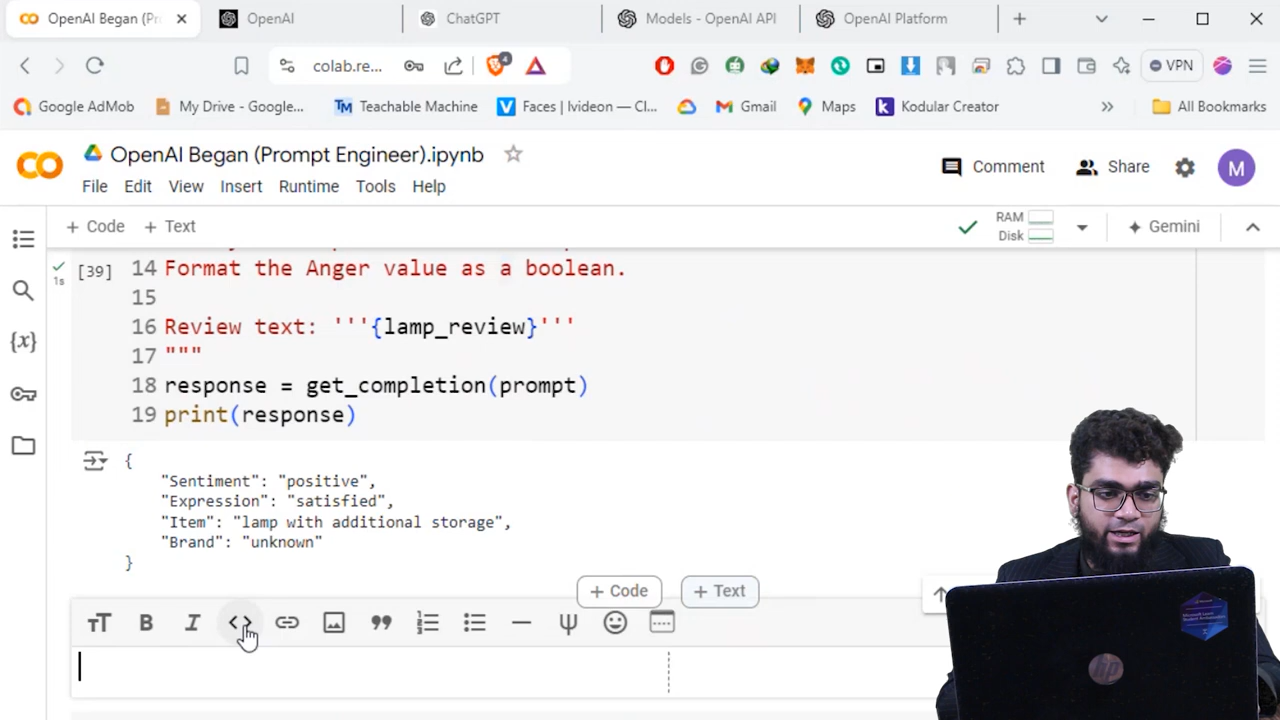 OpenAI Began (Pr
OpenAI
ChatGPT
Models - OpenAI API
OpenAI Platform
colab.re...
4
VPN
Google AdMob
My Drive - Google...
TM Teachable Machine
Faces | Ivideon — Cl...
Gmail
Maps
Kodular Creator
All Bookmarks
OpenAI Began (Prompt Engineer).ipynb
Comment
Share
M
File Edit View Insert Runtime Tools Help
+ Code + Text
RAM
Disk
Gemini
[39]
1s
14 Format the Anger value as a boolean.
15
16 Review text: '''{lamp_review}'''
17 """
18 response = get_completion(prompt)
19 print(response)
{
"Sentiment": "positive",
"Expression": "satisfied",
"Item": "lamp with additional storage",
"Brand": "unknown"
}
+ Code
+ Text
{x}
hp